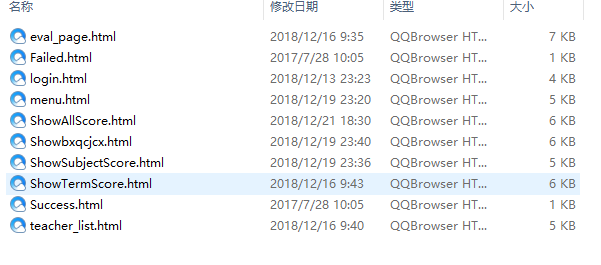 名称 修改日期 类型 大小
eval_page.html 2018/12/16 9:35 QQBrowser HT... 7 KB
Failed.html 2017/7/28 10:05 QQBrowser HT... 1 KB
login.html 2018/12/13 23:23 QQBrowser HT... 4 KB
menu.html 2018/12/19 23:20 QQBrowser HT... 5 KB
ShowAllScore.html 2018/12/21 18:30 QQBrowser HT... 6 KB
Showbxqcjcx.html 2018/12/19 23:40 QQBrowser HT... 6 KB
ShowSubjectScore.html 2018/12/19 23:36 QQBrowser HT... 5 KB
ShowTermScore.html 2018/12/16 9:43 QQBrowser HT... 6 KB
Success.html 2017/7/28 10:05 QQBrowser HT... 1 KB
teacher_list.html 2018/12/16 9:40 QQBrowser HT... 5 KB